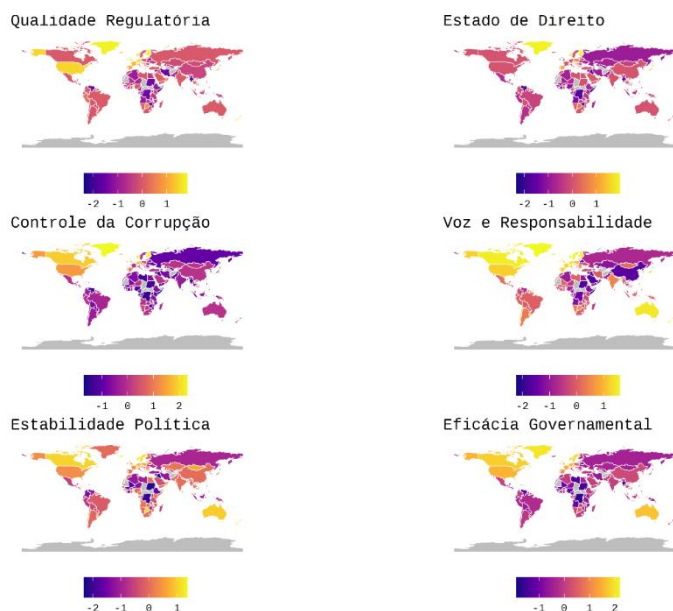 Qualidade Regulatória
Estado de Direito
-2 -1 0 1
-2 -1 0 1
Controle da Corrupção
Voz e Responsabilidade
-1 0 1 2
-2 -1 0 1
Estabilidade Política
Eficácia Governamental
-2 -1 0 1
-1 0 1 2